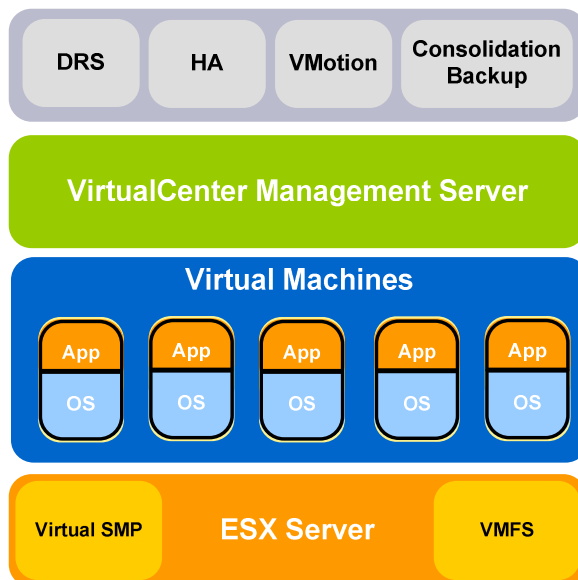 DRS
HA
VMotion
Consolidation
Backup
VirtualCenter Management Server
Virtual Machines
App
App
App
App
App
OS
OS
OS
OS
OS
Virtual SMP
ESX Server
VMFS